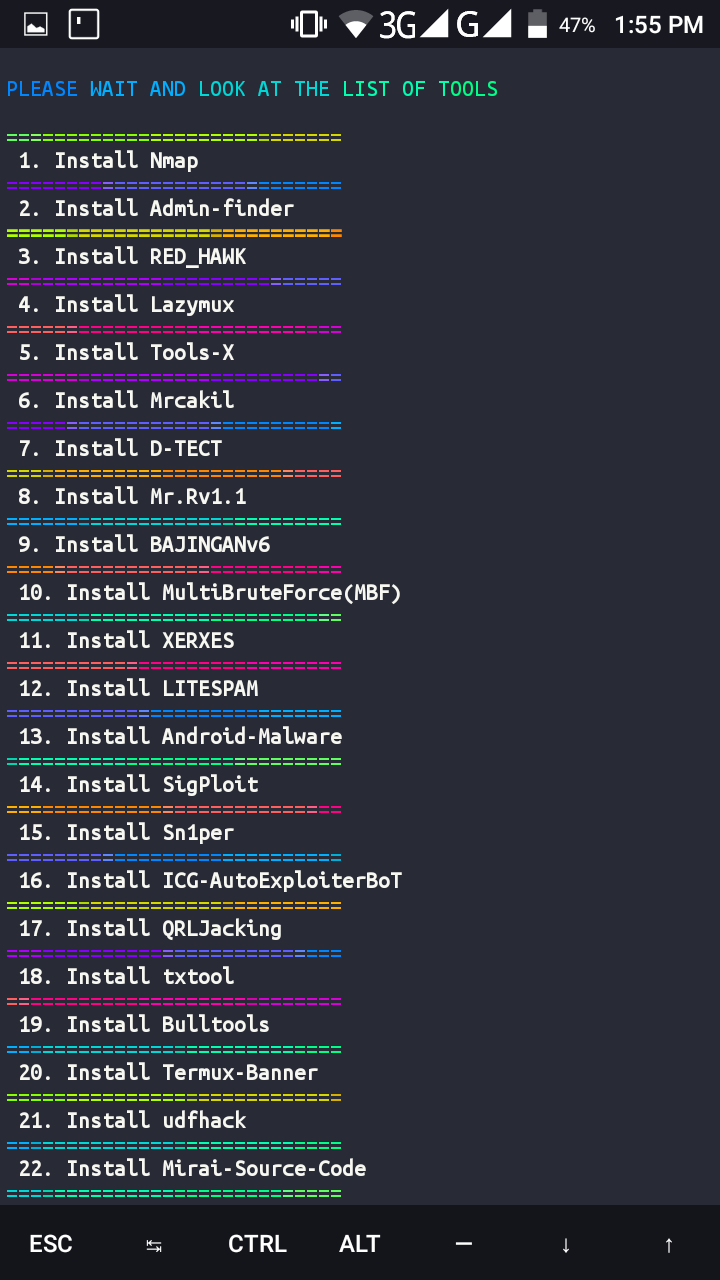 3G G 47% 1:55 PM
PLEASE WAIT AND LOOK AT THE LIST OF TOOLS
===========================
1. Install Nmap
===========================
2. Install Admin-finder
===========================
3. Install RED_HAWK
===========================
4. Install Lazymux
===========================
5. Install Tools-X
===========================
6. Install Mrcakil
===========================
7. Install D-TECT
===========================
8. Install Mr.Rv1.1
===========================
9. Install BAJINGANv6
===========================
10. Install MultiBruteForce(MBF)
===========================
11. Install XERXES
===========================
12. Install LITESPAM
===========================
13. Install Android-Malware
===========================
14. Install SigPloit
===========================
15. Install Sn1per
===========================
16. Install ICG-AutoExploiterBoT
===========================
17. Install QRLJacking
===========================
18. Install txtool
===========================
19. Install Bulltools
===========================
20. Install Termux-Banner
===========================
21. Install udfhack
===========================
22. Install Mirai-Source-Code
===========================
ESC ↹ CTRL ALT — ↓ ↑